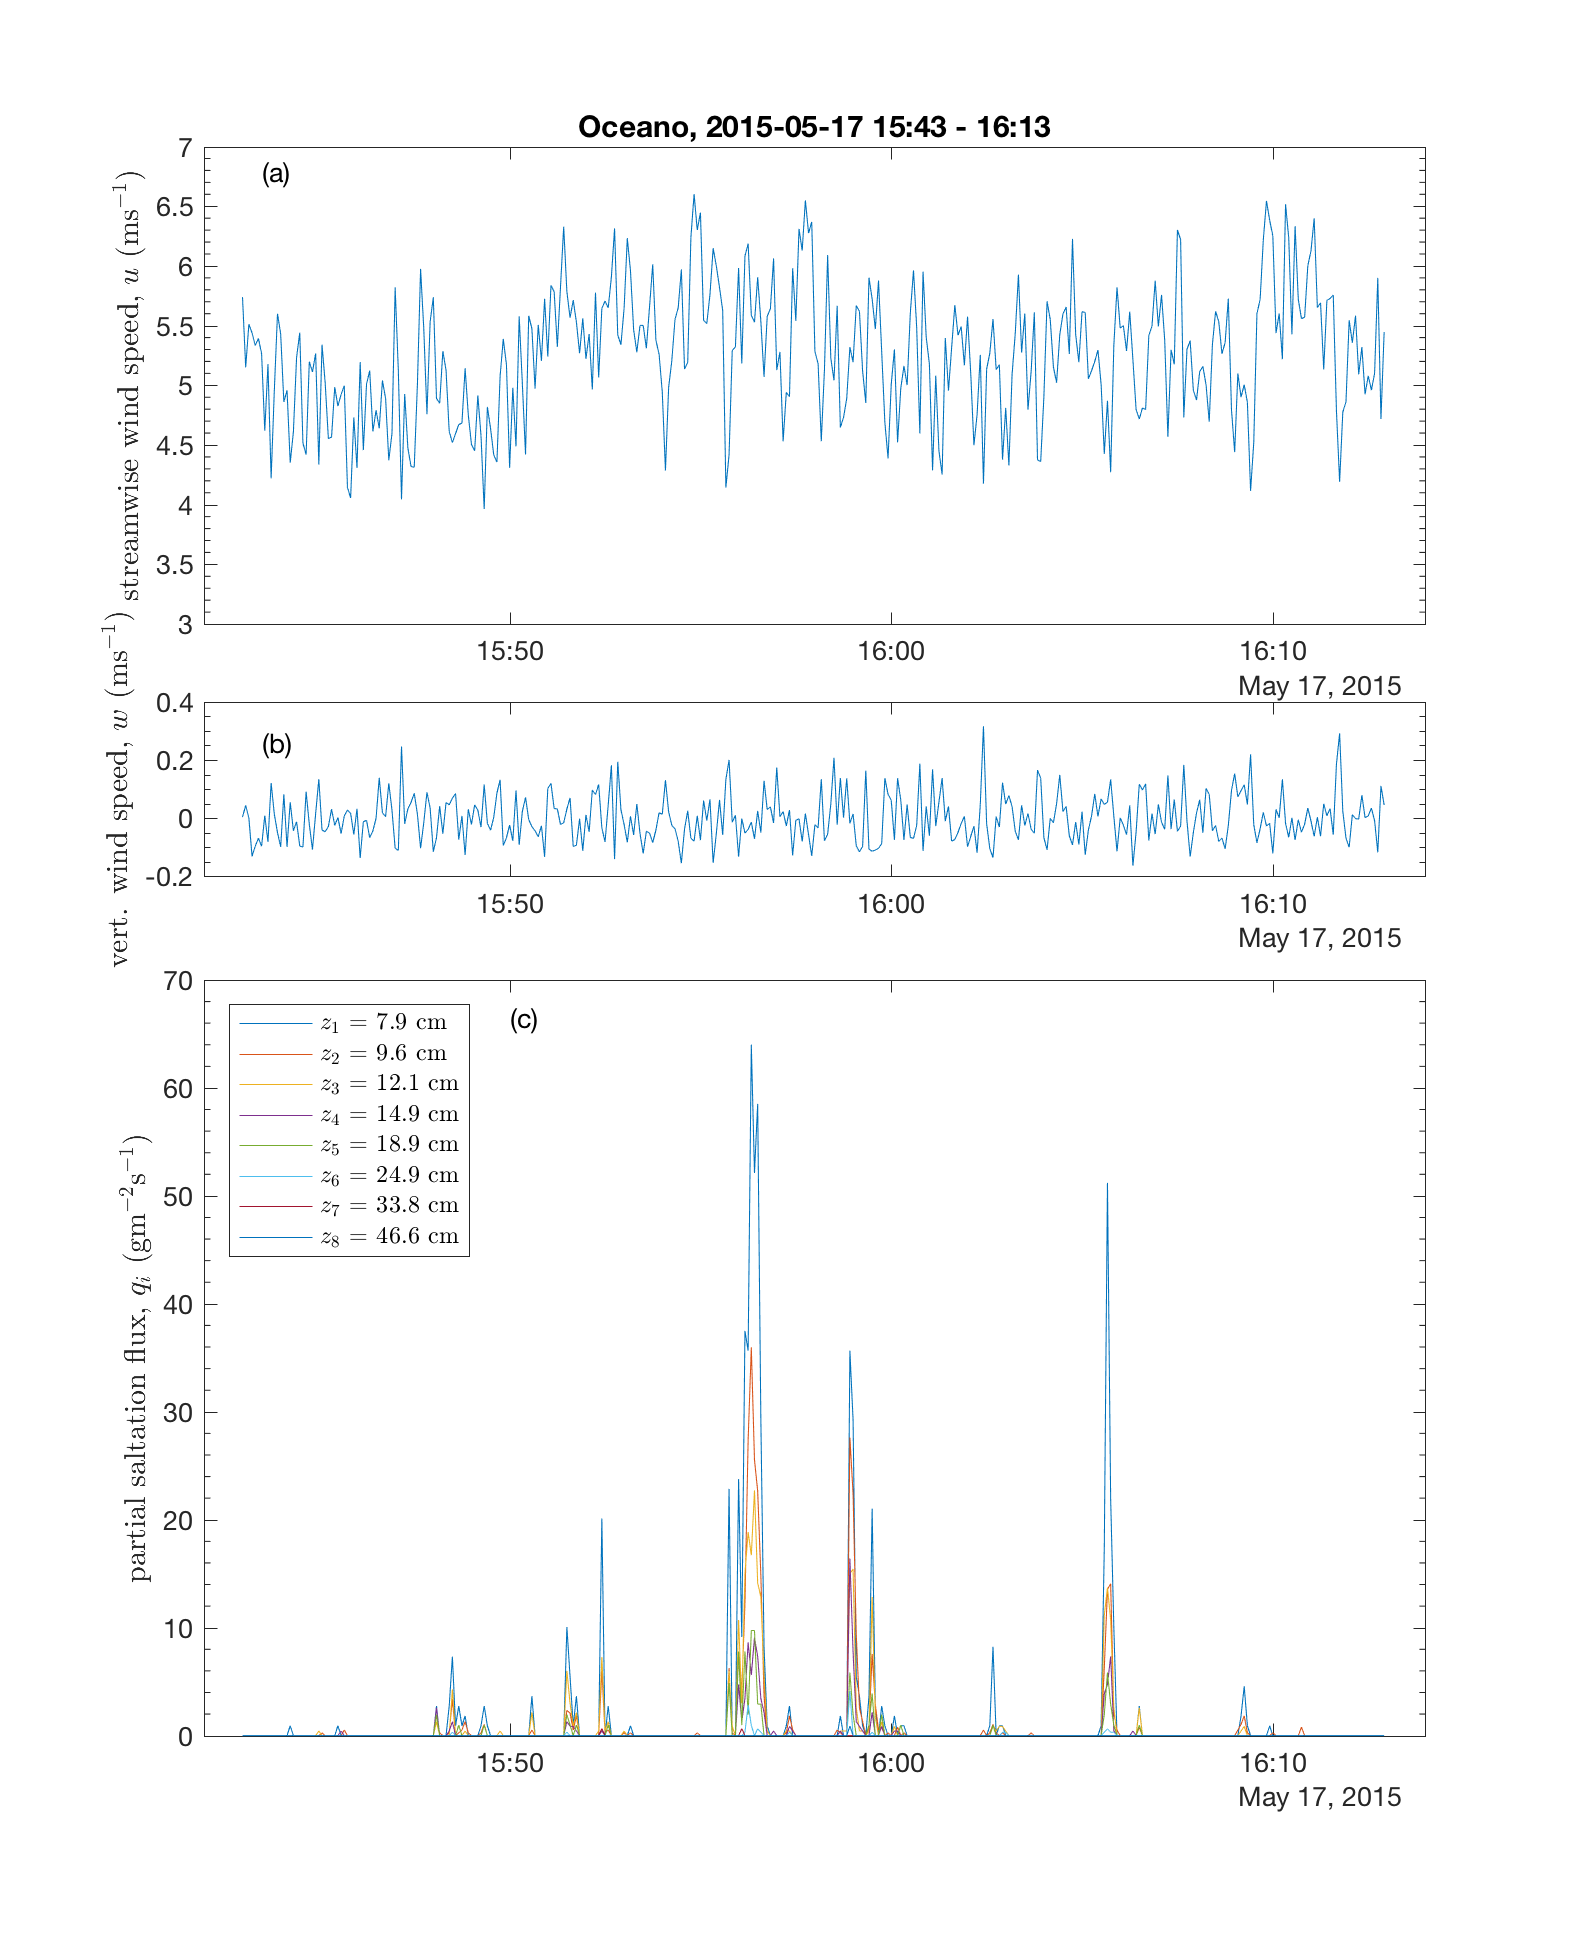 Oceano, 2015-05-17 15:43 - 16:13
(a)
streamwise wind speed, u (ms⁻¹)
7
6.5
6
5.5
5
4.5
4
3.5
3
15:50 16:00 16:10
May 17, 2015
(b)
vert. wind speed, w (ms⁻¹)
0.4
0.2
0
-0.2
15:50 16:00 16:10
May 17, 2015
(c)
partial saltation flux, qᵢ (gm⁻²s⁻¹)
70
60
50
40
30
20
10
0
z₁ = 7.9 cm
z₂ = 9.6 cm
z₃ = 12.1 cm
z₄ = 14.9 cm
z₅ = 18.9 cm
z₆ = 24.9 cm
z₇ = 33.8 cm
z₈ = 46.6 cm
15:50 16:00 16:10
May 17, 2015